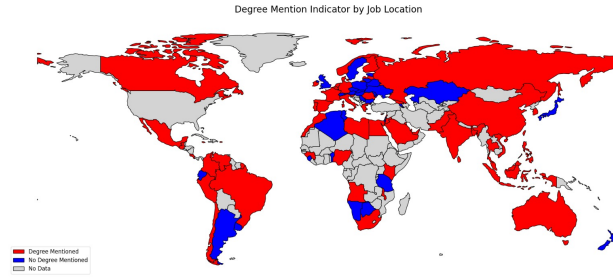 Degree Mention Indicator by Job Location
Degree Mentioned
No Degree Mentioned
No Data